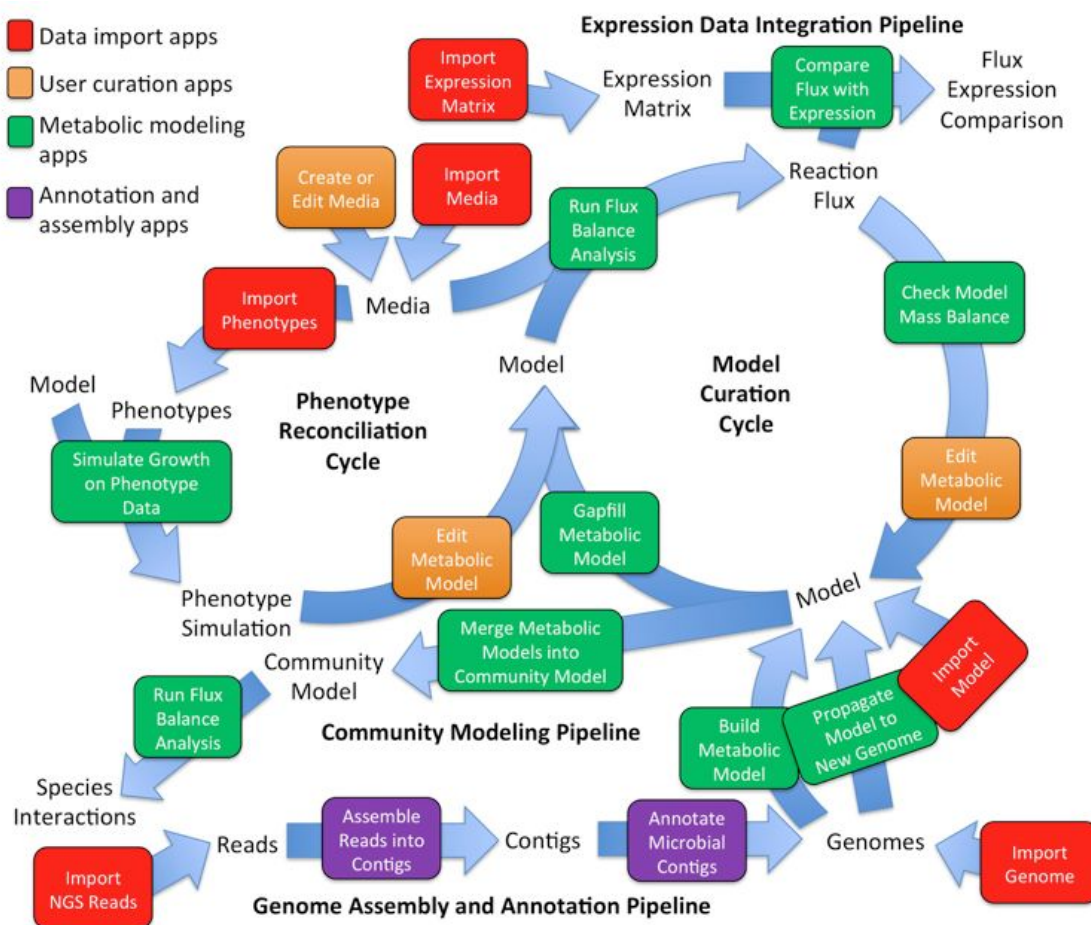 Data import apps
User curation apps
Metabolic modeling
apps
Annotation and
assembly apps
Expression Data Integration Pipeline
Import
Expression
Matrix
Expression
Matrix
Compare
Flux with
Expression
Flux
Expression
Comparison
Create or
Edit Media
Import
Media
Run Flux
Balance
Analysis
Reaction
Flux
Import
Phenotypes
Media
Check Model
Mass Balance
Model
Phenotypes
Model
Phenotype
Reconciliation
Cycle
Model
Curation
Cycle
Simulate Growth
on Phenotype
Data
Edit
Metabolic
Model
Gapfill
Metabolic
Model
Edit
Metabolic
Model
Phenotype
Simulation
Model
Community
Model
Merge Metabolic
Models into
Community Model
Import
Model
Run Flux
Balance
Analysis
Community Modeling Pipeline
Build
Metabolic
Model
Propagate
Model to
New Genome
Species
Interactions
Import
NGS Reads
Reads
Assemble
Reads into
Contigs
Contigs
Annotate
Microbial
Contigs
Genomes
Import
Genome
Genome Assembly and Annotation Pipeline